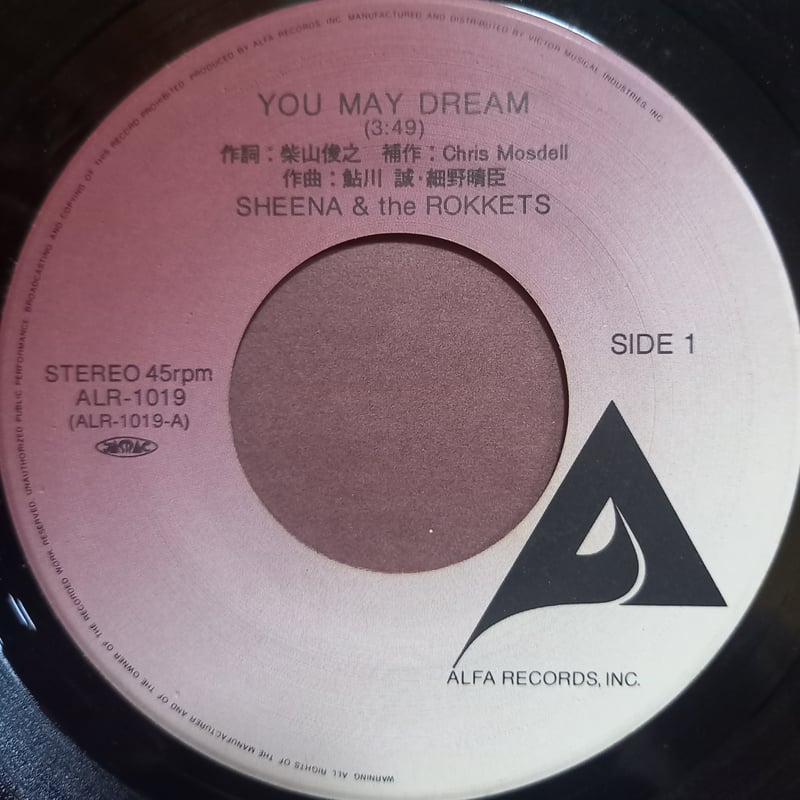 YOU MAY DREAM
(3:49)
作詞：柴山俊之　補作：Chris Mosdell
作曲：鮎川 誠・細野晴臣
SHEENA & the ROKKETS
SIDE 1
STEREO 45rpm
ALR-1019
(ALR-1019-A)
JASRAC
ALFA RECORDS, INC.
WARNING. ALL RIGHTS OF THE MANUFACTURER AND OF THE OWNER OF THE RECORDED WORK RESERVED. UNAUTHORIZED PUBLIC PERFORMANCE. BROADCASTING AND COPYING OF THIS RECORD PROHIBITED. PRODUCED BY ALFA RECORDS, INC. MANUFACTURED AND DISTRIBUTED BY VICTOR MUSICAL INDUSTRIES, INC